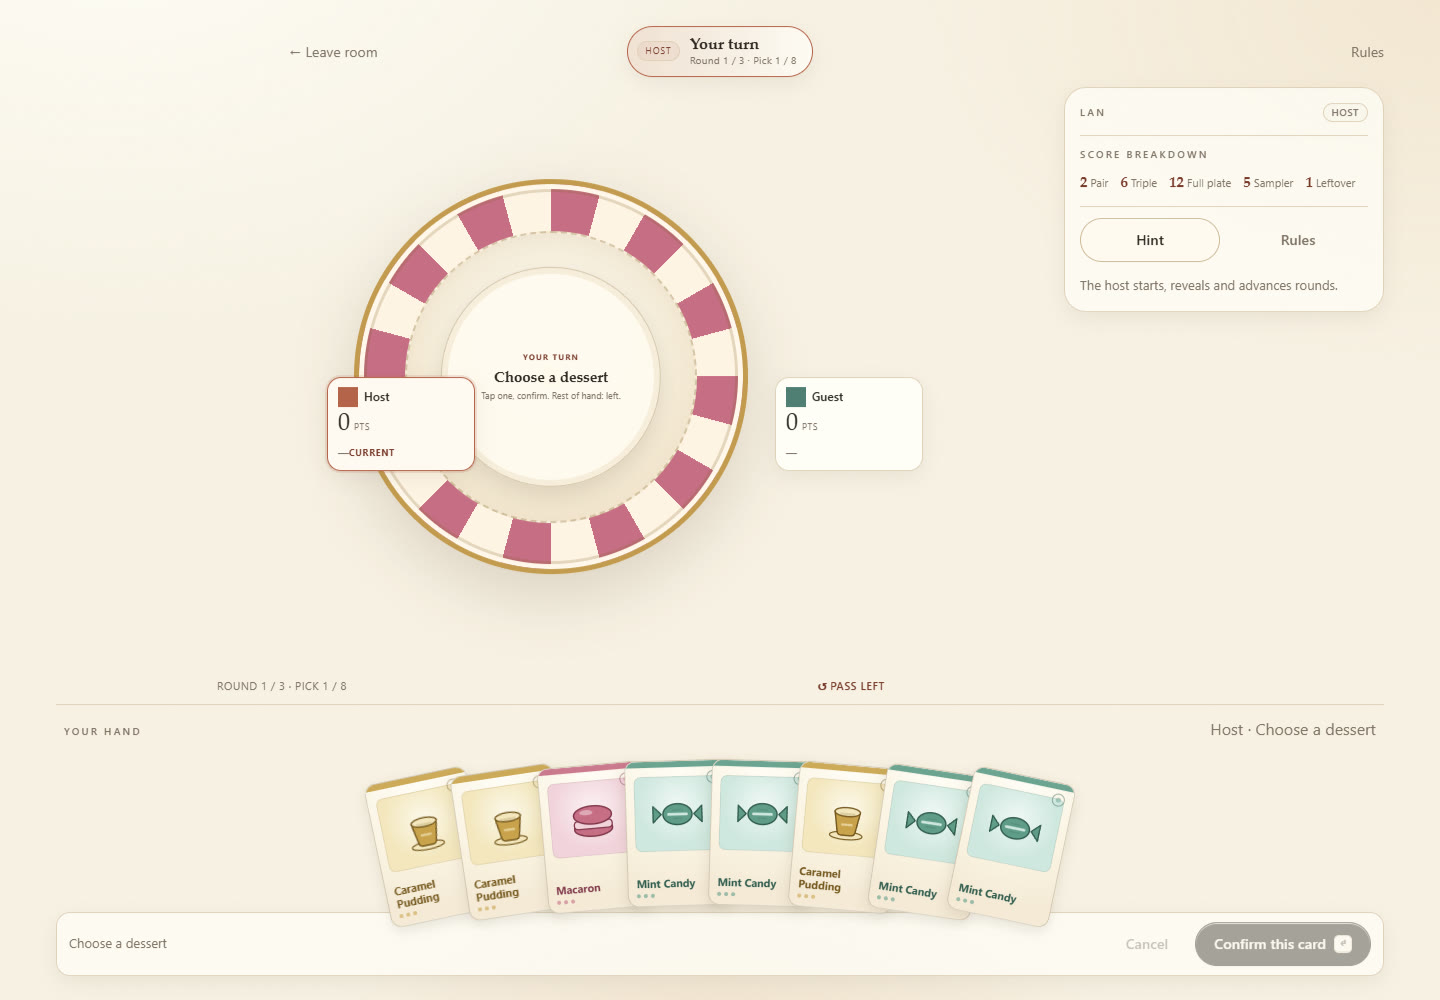 ← Leave room
HOST
Your turn
Round 1 / 3 · Pick 1 / 8
Rules
LAN
HOST
SCORE BREAKDOWN
2 Pair 6 Triple 12 Full plate 5 Sampler 1 Leftover
Hint
Rules
The host starts, reveals and advances rounds.
YOUR TURN
Choose a dessert
Tap one, confirm. Rest of hand: left.
Host
0 PTS
—CURRENT
Guest
0 PTS
—
ROUND 1 / 3 · PICK 1 / 8
↺ PASS LEFT
YOUR HAND
Host · Choose a dessert
Caramel
Pudding
Caramel
Pudding
Macaron
Mint Candy
Mint Candy
Caramel
Pudding
Mint Candy
Mint Candy
Choose a dessert
Cancel
Confirm this card